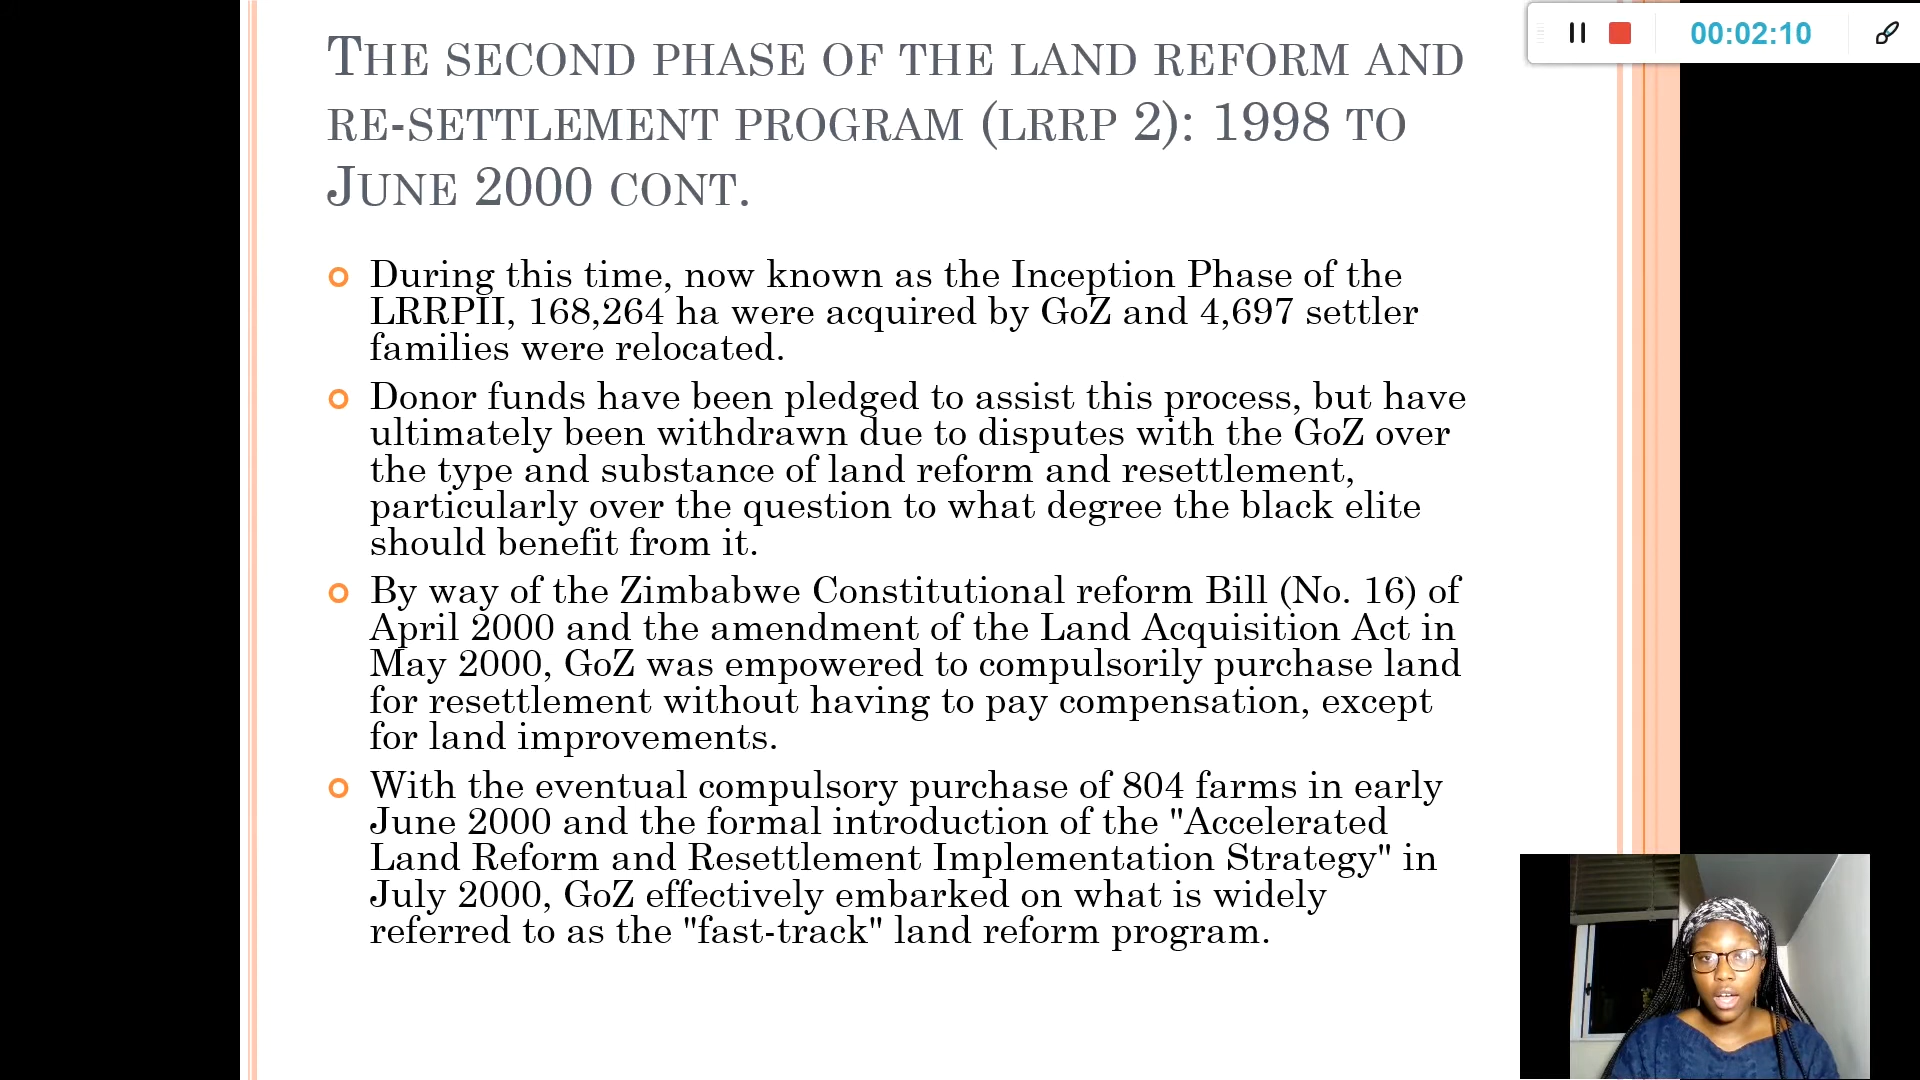 THE SECOND PHASE OF THE LAND REFORM AND
RE-SETTLEMENT PROGRAM (LRRP 2): 1998 TO
JUNE 2000 CONT.
During this time, now known as the Inception Phase of the
LRRPII, 168,264 ha were acquired by GoZ and 4,697 settler
families were relocated.
Donor funds have been pledged to assist this process, but have
ultimately been withdrawn due to disputes with the GoZ over
the type and substance of land reform and resettlement,
particularly over the question to what degree the black elite
should benefit from it.
By way of the Zimbabwe Constitutional reform Bill (No. 16) of
April 2000 and the amendment of the Land Acquisition Act in
May 2000, GoZ was empowered to compulsorily purchase land
for resettlement without having to pay compensation, except
for land improvements.
With the eventual compulsory purchase of 804 farms in early
June 2000 and the formal introduction of the "Accelerated
Land Reform and Resettlement Implementation Strategy" in
July 2000, GoZ effectively embarked on what is widely
referred to as the "fast-track" land reform program.
00:02:10